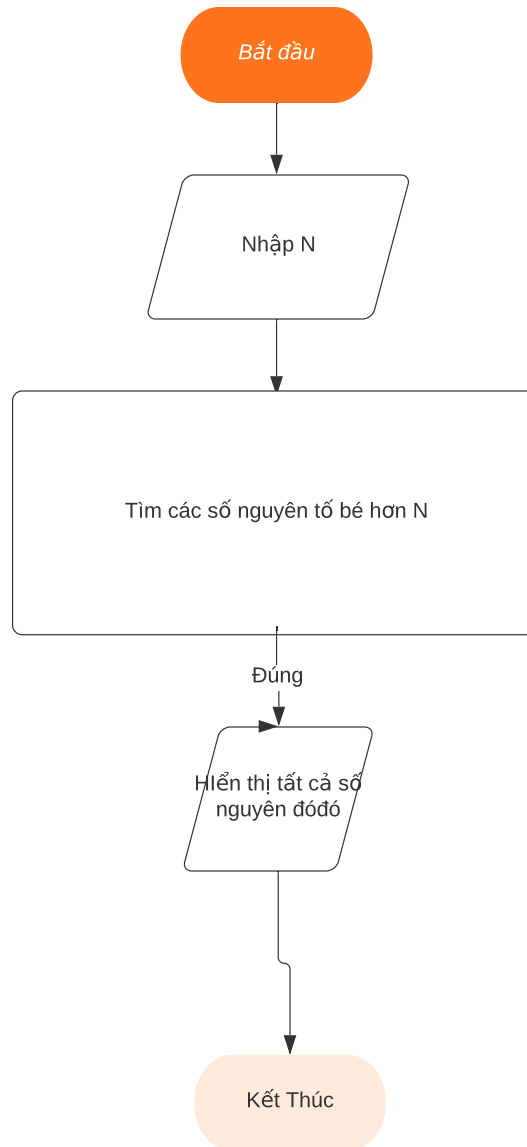 Bắt đầu
Nhập N
Tìm các số nguyên tố bé hơn N
Đúng
HIển thị tất cả số
nguyên đóđó
Kết Thúc